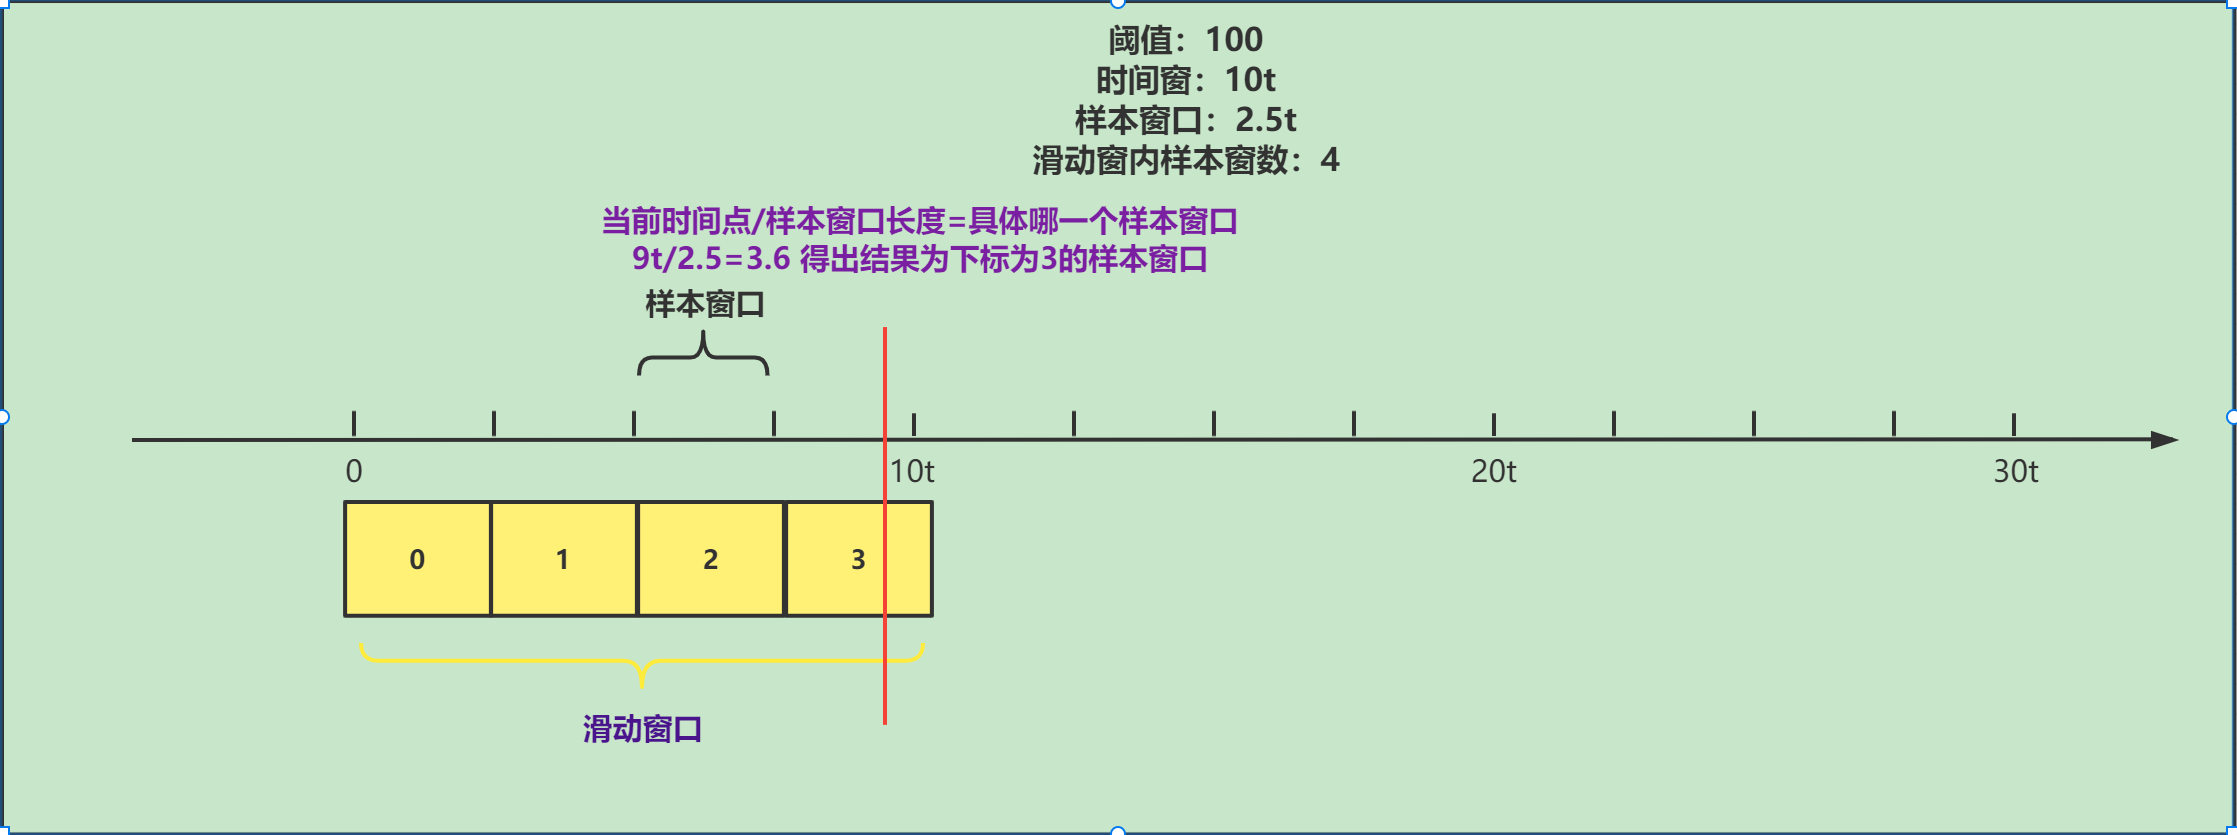 阈值：100
时间窗：10t
样本窗口：2.5t
滑动窗内样本窗数：4
当前时间点/样本窗口长度=具体哪一个样本窗口
9t/2.5=3.6 得出结果为下标为3的样本窗口
样本窗口
0 10t 20t 30t
0 1 2 3
滑动窗口